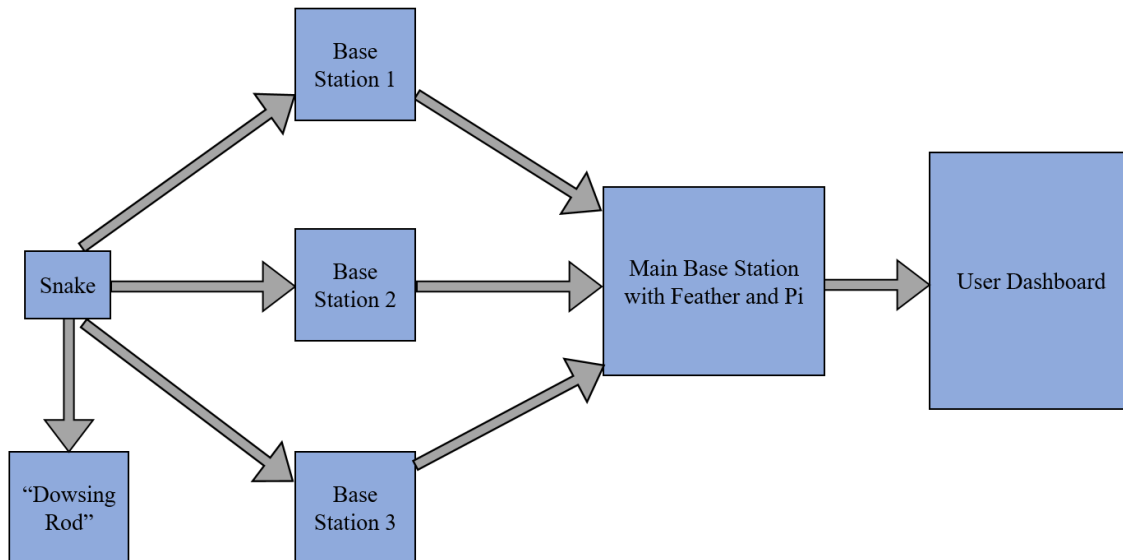 Base
Station 1
Snake
Base
Station 2
Main Base Station
with Feather and Pi
User Dashboard
“Dowsing
Rod”
Base
Station 3